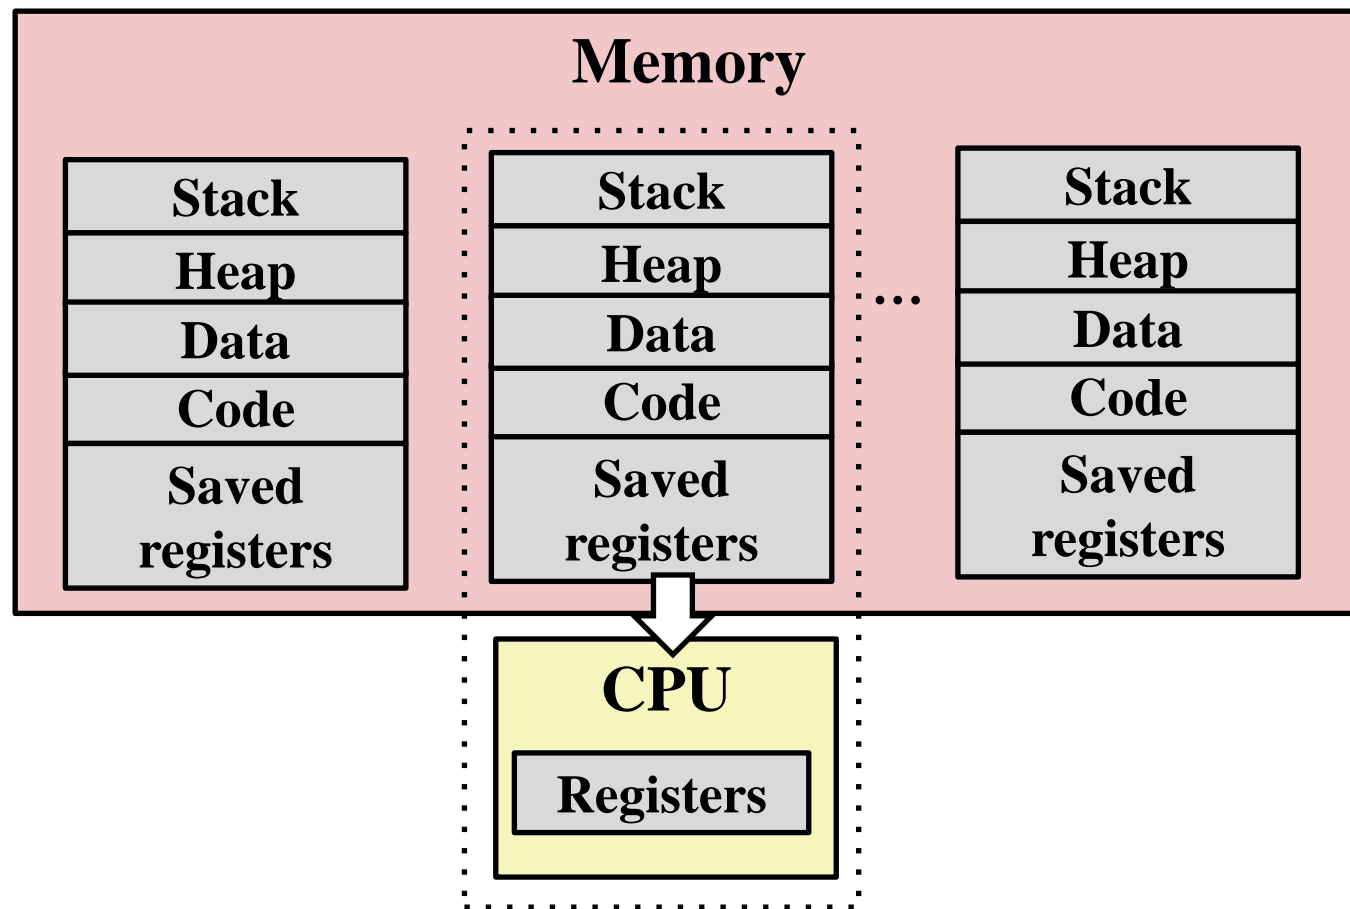 Memory
Stack
Heap
Data
Code
Saved
registers
Stack
Heap
Data
Code
Saved
registers
...
Stack
Heap
Data
Code
Saved
registers
CPU
Registers